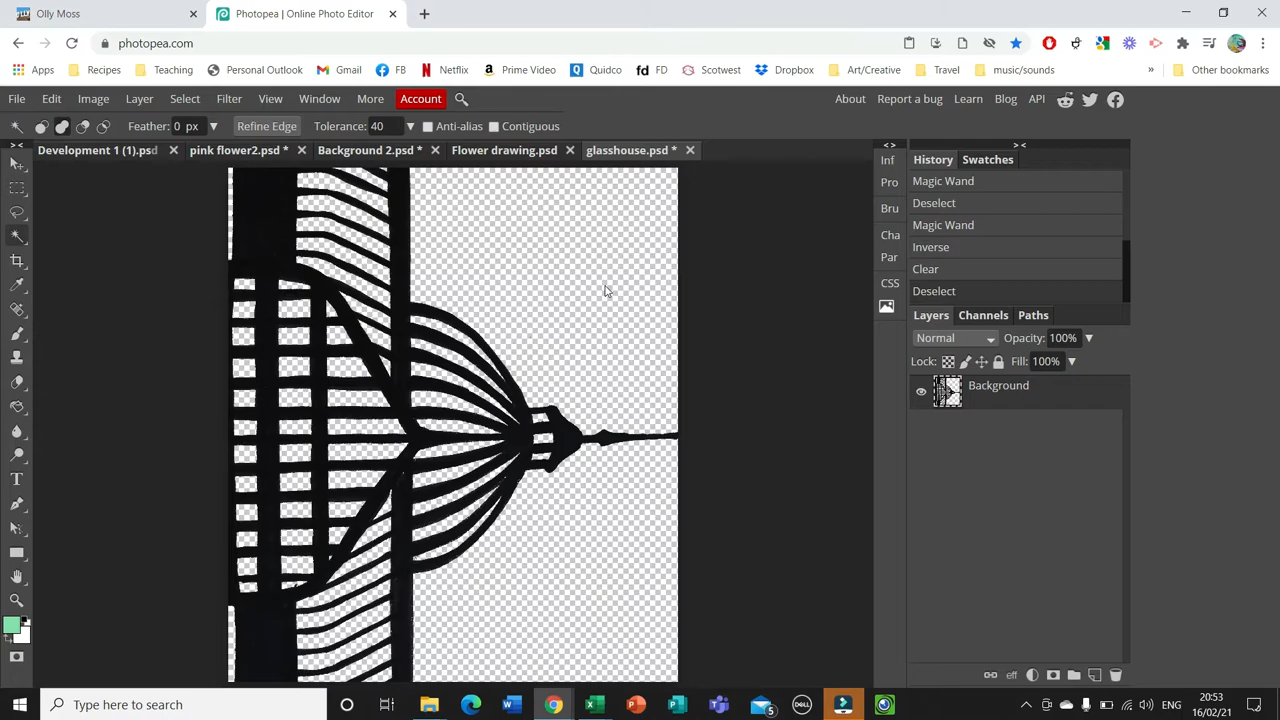 Olly Moss
Photopea | Online Photo Editor
photopea.com
Apps Recipes Teaching Personal Outlook Gmail FB Netflix Prime Video Quidco FD Scotwest Dropbox Art/Creative Travel music/sounds » Other bookmarks
File Edit Image Layer Select Filter View Window More Account About Report a bug Learn Blog API
Feather: 0 px Refine Edge Tolerance: 40 Anti-alias Contiguous
Development 1 (1).psd pink flower2.psd * Background 2.psd * Flower drawing.psd glasshouse.psd *
< > > <
Inf
Pro
Bru
Cha
Par
CSS
History Swatches
Magic Wand
Deselect
Magic Wand
Inverse
Clear
Deselect
Layers Channels Paths
Normal Opacity: 100%
Lock: Fill: 100%
Background
eff
Type here to search
5
DELL
ENG
20:53
16/02/21